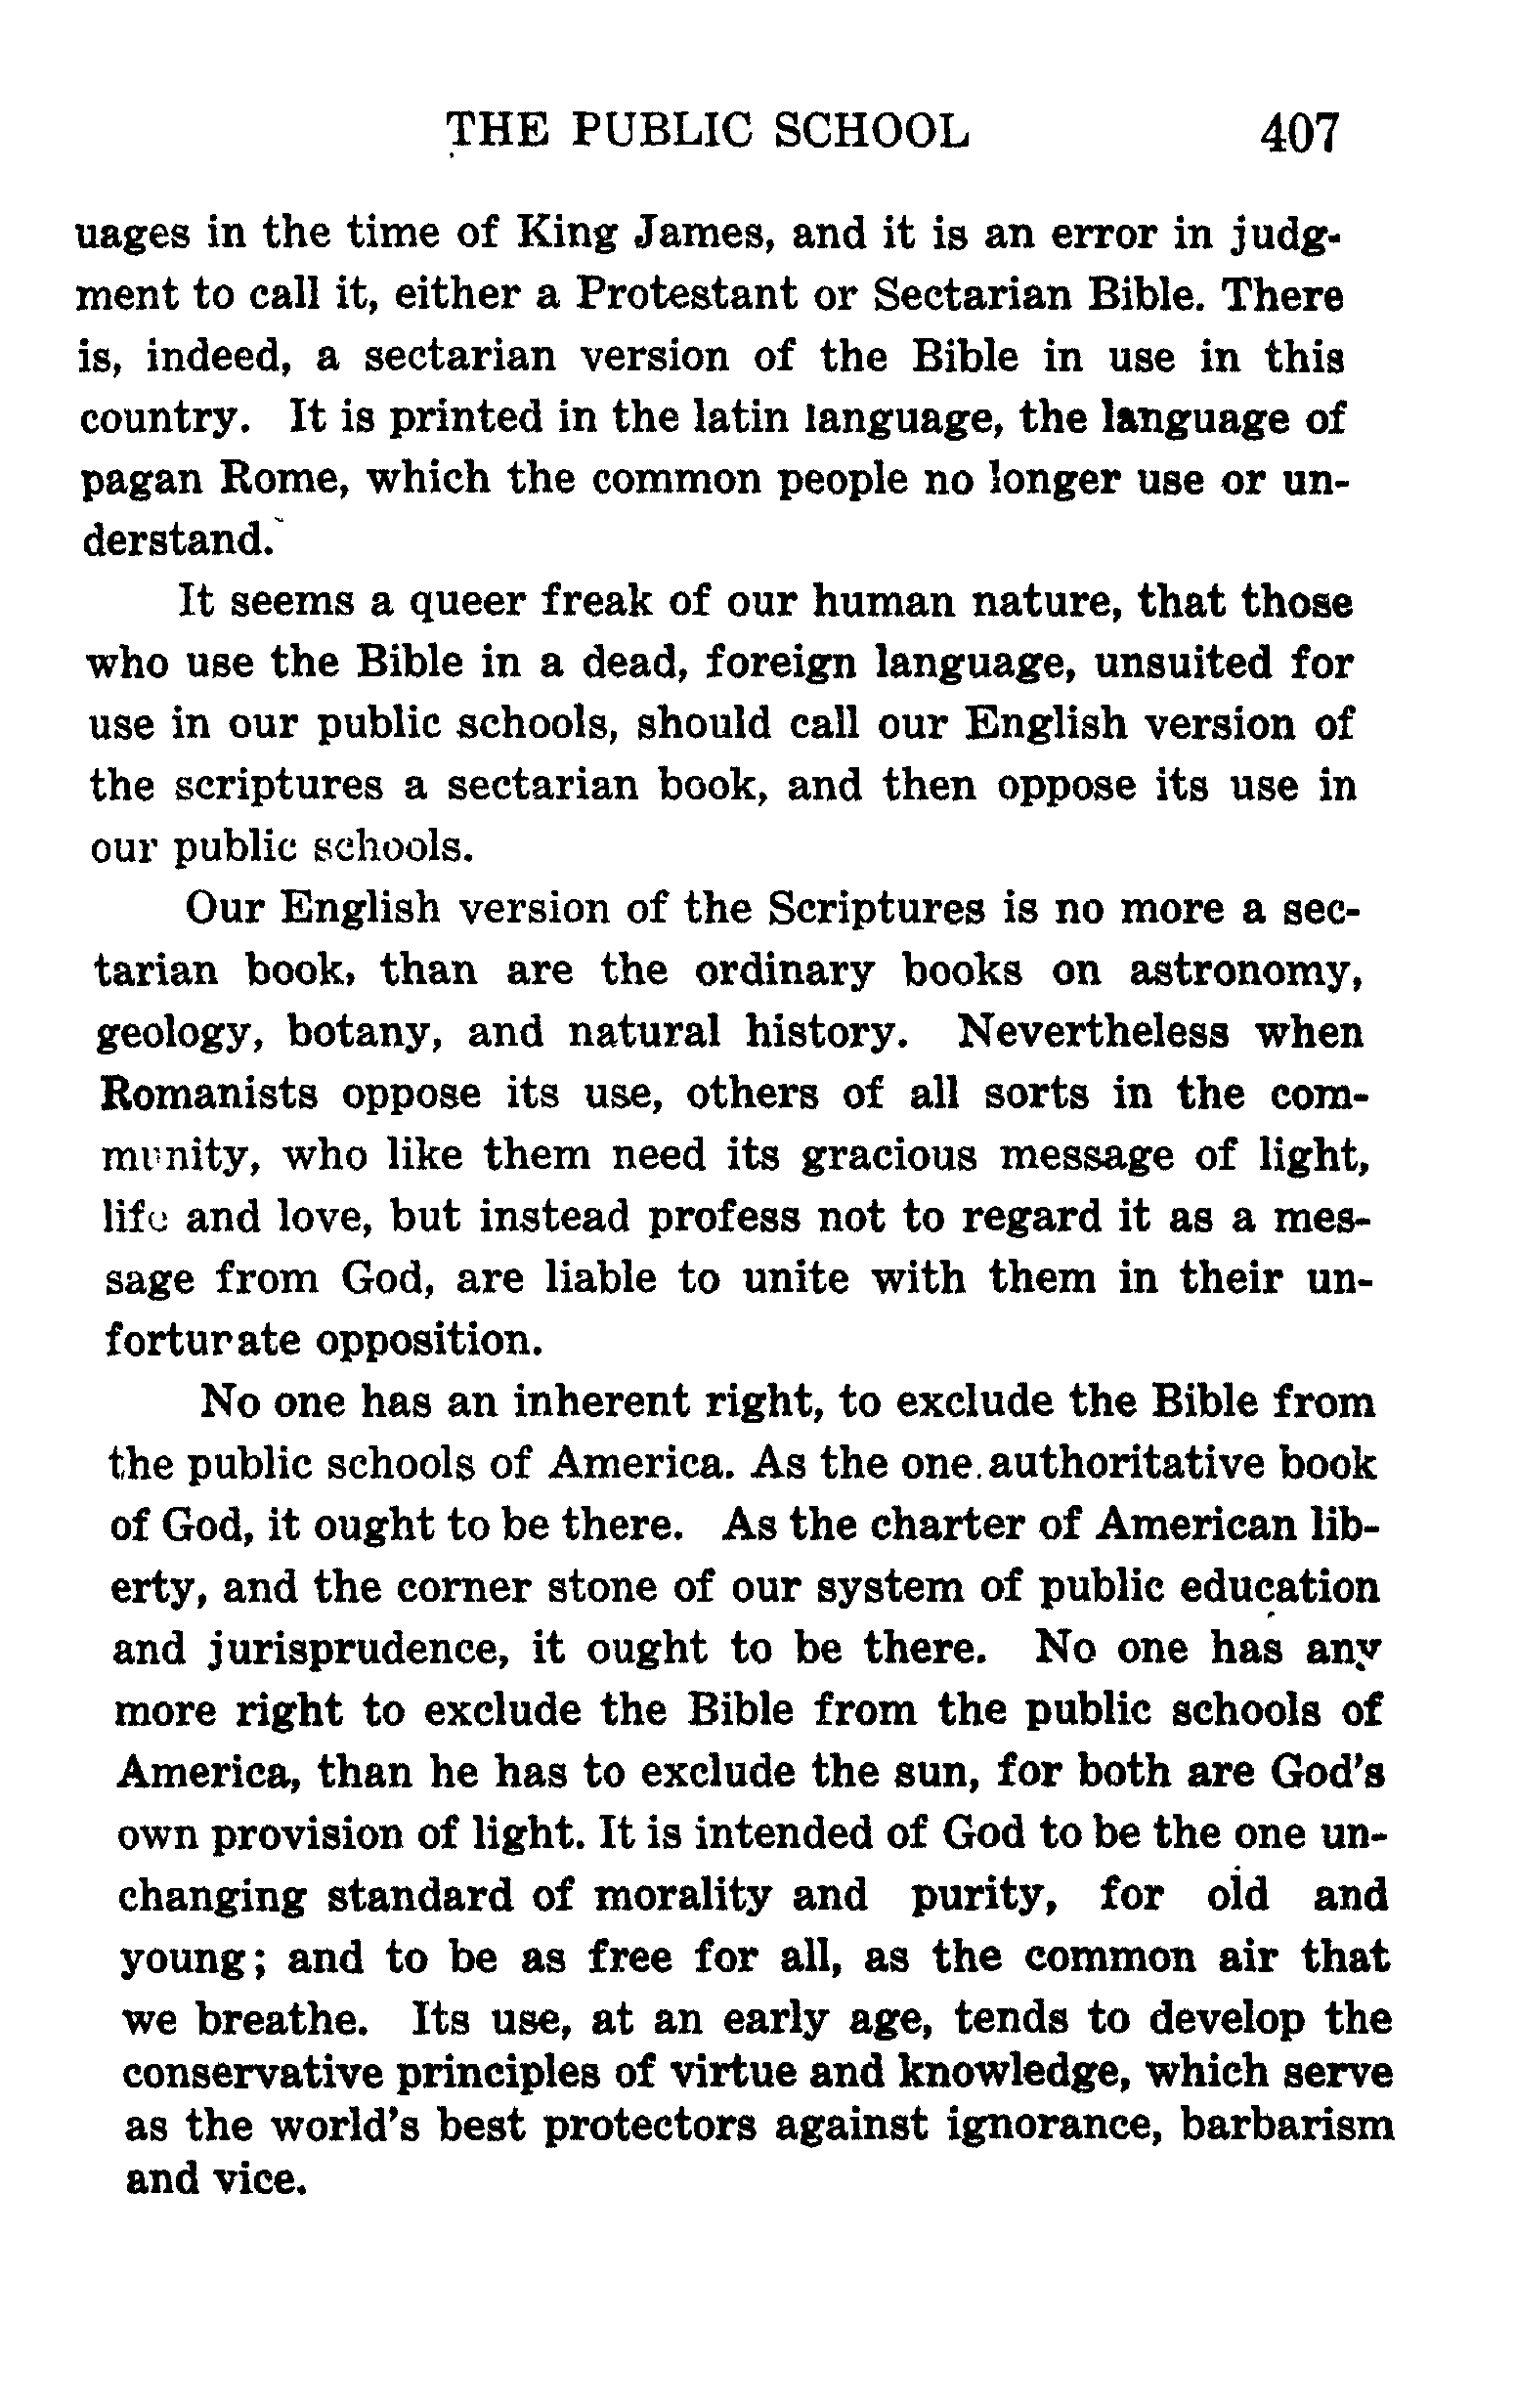 THE PUBLIC SCHOOL 407
uages in the time of King James, and it is an error in judg-
ment to call it, either a Protestant or Sectarian Bible. There
is, indeed, a sectarian version of the Bible in use in this
country. It is printed in the latin language, the language of
pagan Rome, which the common people no longer use or un-
derstand.
It seems a queer freak of our human nature, that those
who use the Bible in a dead, foreign language, unsuited for
use in our public schools, should call our English version of
the scriptures a sectarian book, and then oppose its use in
our public schools.
Our English version of the Scriptures is no more a sec-
tarian book, than are the ordinary books on astronomy,
geology, botany, and natural history. Nevertheless when
Romanists oppose its use, others of all sorts in the com-
munity, who like them need its gracious message of light,
life and love, but instead profess not to regard it as a mes-
sage from God, are liable to unite with them in their un-
fortunate opposition.
No one has an inherent right, to exclude the Bible from
the public schools of America. As the one authoritative book
of God, it ought to be there. As the charter of American lib-
erty, and the corner stone of our system of public education
and jurisprudence, it ought to be there. No one has any
more right to exclude the Bible from the public schools of
America, than he has to exclude the sun, for both are God's
own provision of light. It is intended of God to be the one un-
changing standard of morality and purity, for old and
young; and to be as free for all, as the common air that
we breathe. Its use, at an early age, tends to develop the
conservative principles of virtue and knowledge, which serve
as the world's best protectors against ignorance, barbarism
and vice.